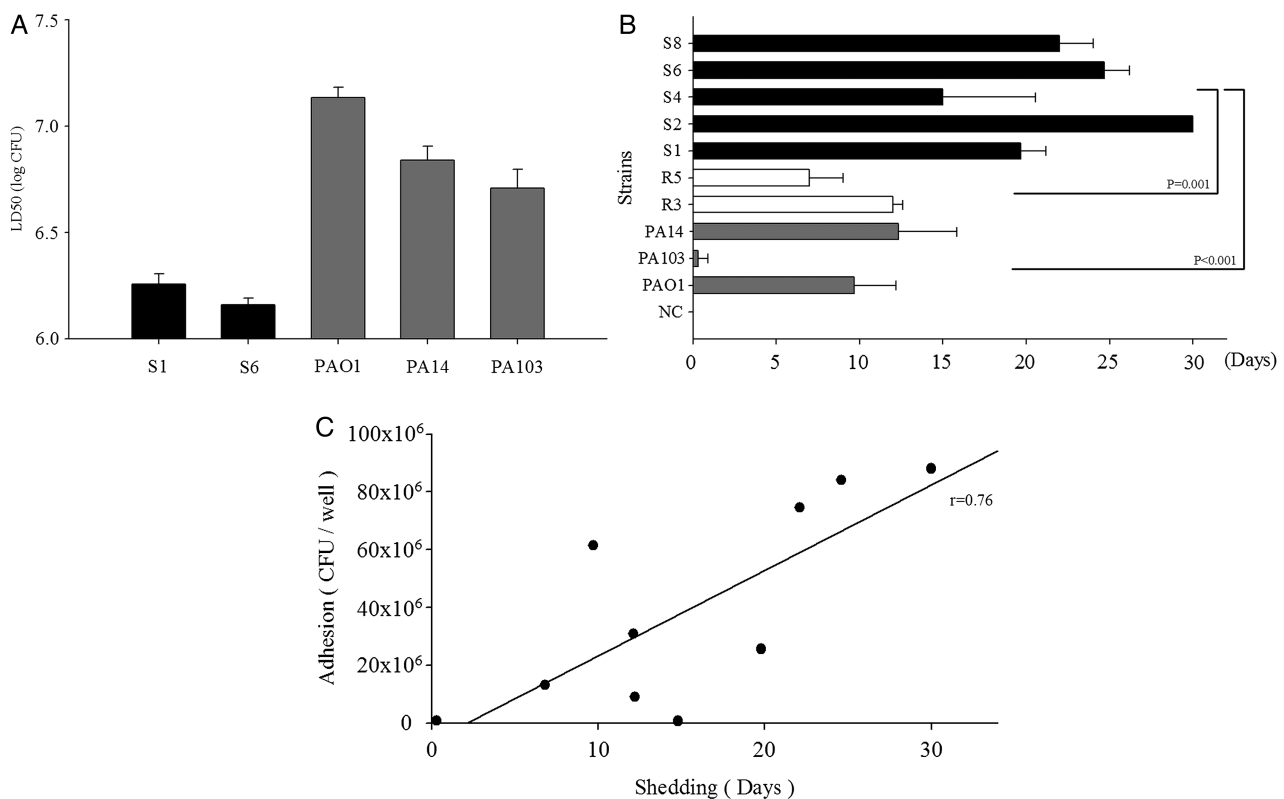 A
7.5
7.0
6.5
6.0
LD50 (log CFU)
S1 S6 PAO1 PA14 PA103
B
Strains
S8
S6
S4
S2
S1
R5
R3
PA14
PA103
PAO1
NC
P=0.001
P<0.001
0 5 10 15 20 25 30 (Days)
C
100x10⁶
80x10⁶
60x10⁶
40x10⁶
20x10⁶
0
Adhesion ( CFU / well )
r=0.76
0 10 20 30
Shedding ( Days )